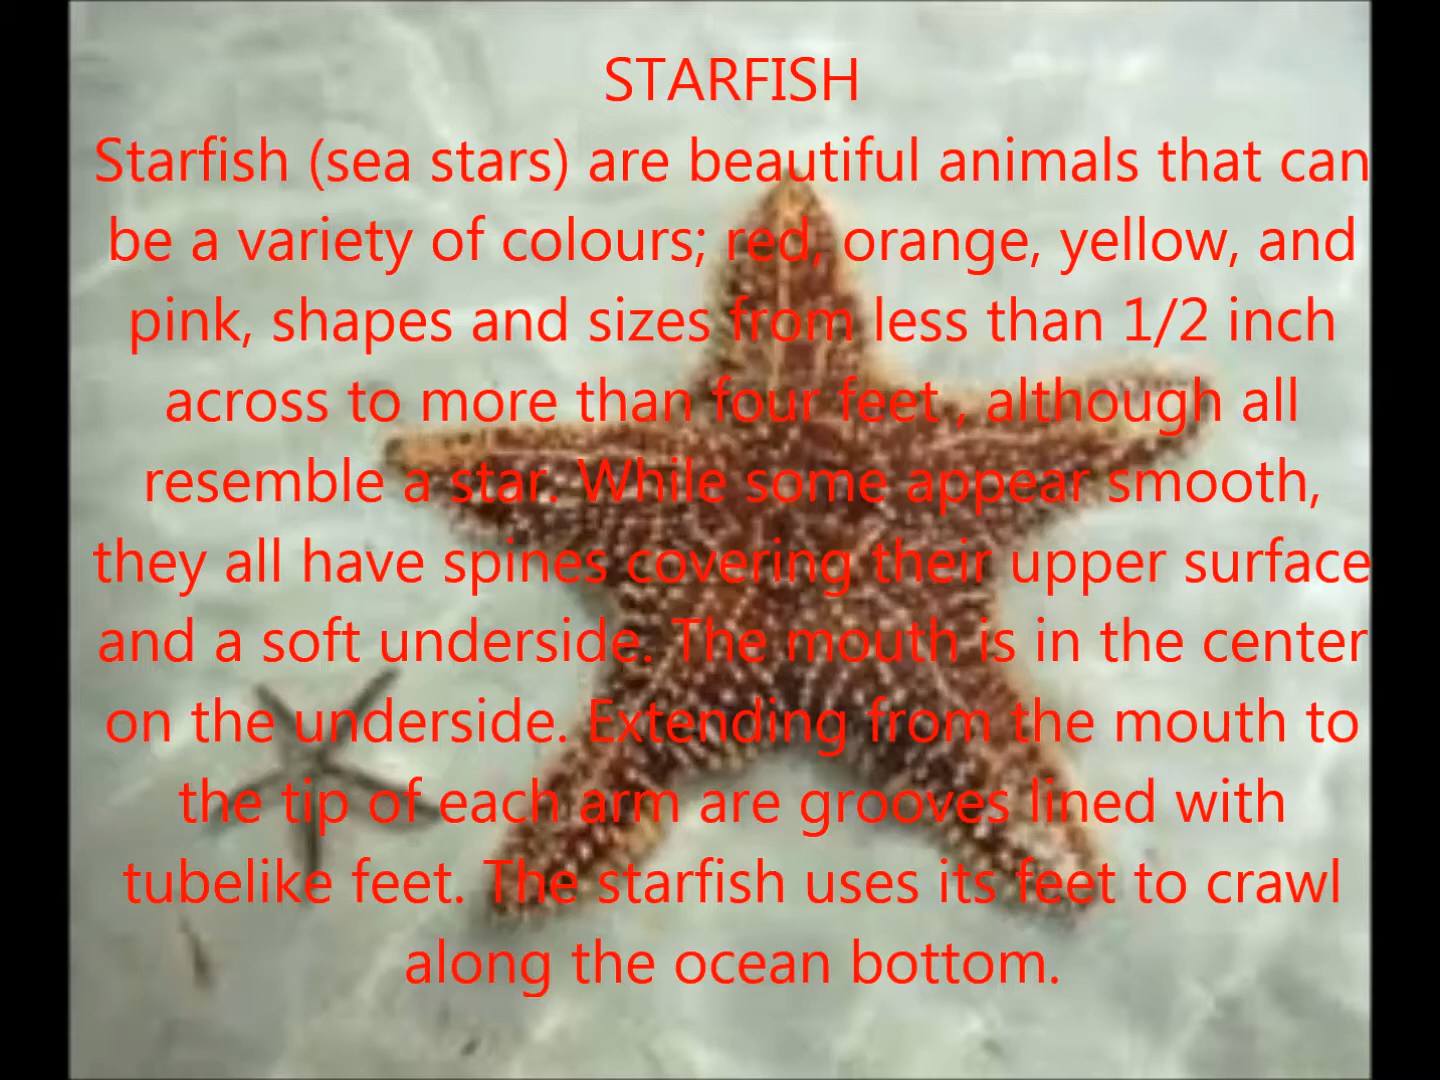 STARFISH
Starfish (sea stars) are beautiful animals that can
be a variety of colours; red, orange, yellow, and
pink, shapes and sizes from less than 1/2 inch
across to more than four feet , although all
resemble a star. While some appear smooth,
they all have spines covering their upper surface
and a soft underside. The mouth is in the center
on the underside. Extending from the mouth to
the tip of each arm are grooves lined with
tubelike feet. The starfish uses its feet to crawl
along the ocean bottom.